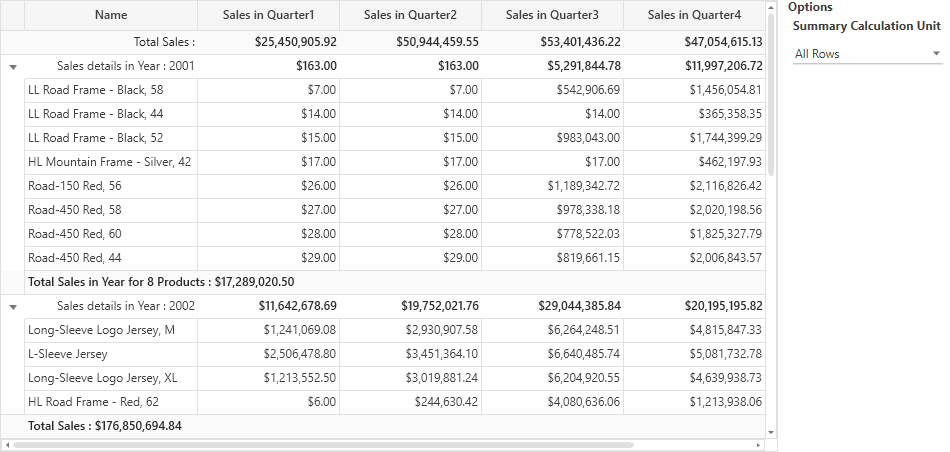 Name Sales in Quarter1 Sales in Quarter2 Sales in Quarter3 Sales in Quarter4
Total Sales : $25,450,905.92 $50,944,459.55 $53,401,436.22 $47,054,615.13
Sales details in Year : 2001 $163.00 $163.00 $5,291,844.78 $11,997,206.72
LL Road Frame - Black, 58 $7.00 $7.00 $542,906.69 $1,456,054.81
LL Road Frame - Black, 44 $14.00 $14.00 $14.00 $365,358.35
LL Road Frame - Black, 52 $15.00 $15.00 $983,043.00 $1,744,399.29
HL Mountain Frame - Silver, 42 $17.00 $17.00 $17.00 $462,197.93
Road-150 Red, 56 $26.00 $26.00 $1,189,342.72 $2,116,826.42
Road-450 Red, 58 $27.00 $27.00 $978,338.18 $2,020,198.56
Road-450 Red, 60 $28.00 $28.00 $778,522.03 $1,825,327.79
Road-450 Red, 44 $29.00 $29.00 $819,661.15 $2,006,843.57
Total Sales in Year for 8 Products : $17,289,020.50
Sales details in Year : 2002 $11,642,678.69 $19,752,021.76 $29,044,385.84 $20,195,195.82
Long-Sleeve Logo Jersey, M $1,241,069.08 $2,930,907.58 $6,264,248.51 $4,815,847.33
L-Sleeve Jersey $2,506,478.80 $3,451,364.10 $6,640,485.74 $5,081,732.78
Long-Sleeve Logo Jersey, XL $1,213,552.50 $3,019,881.24 $6,204,920.55 $4,639,938.73
HL Road Frame - Red, 62 $6.00 $244,630.42 $4,080,636.06 $1,213,938.06
Total Sales : $176,850,694.84
Options
Summary Calculation Unit
All Rows